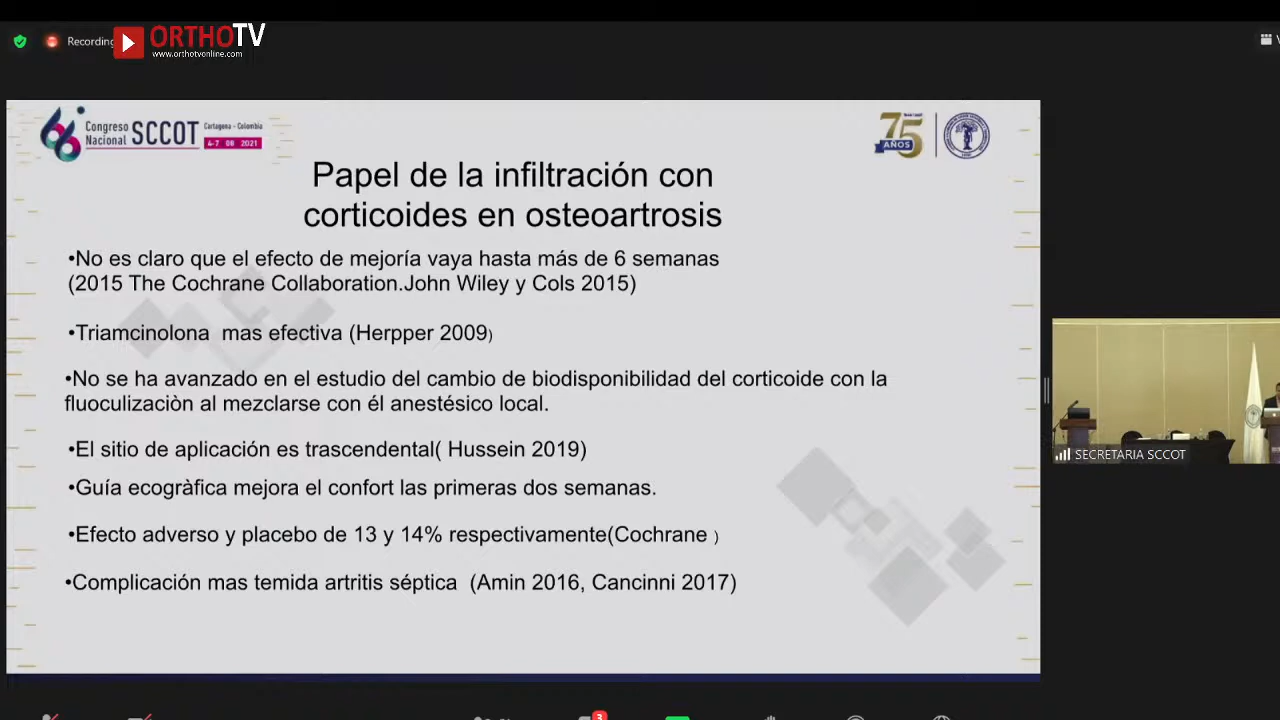 Recording
ORTHOTV
www.orthotvonline.com
Congreso Nacional SCCOT
Cartagena - Colombia
4-7 08 2021
75
AÑOS
Papel de la infiltración con
corticoides en osteoartrosis
•No es claro que el efecto de mejoría vaya hasta más de 6 semanas
(2015 The Cochrane Collaboration.John Wiley y Cols 2015)
•Triamcinolona mas efectiva (Herpper 2009)
•No se ha avanzado en el estudio del cambio de biodisponibilidad del corticoide con la
fluoculizaciòn al mezclarse con él anestésico local.
•El sitio de aplicación es trascendental( Hussein 2019)
•Guía ecogràfica mejora el confort las primeras dos semanas.
•Efecto adverso y placebo de 13 y 14% respectivamente(Cochrane )
•Complicación mas temida artritis séptica (Amin 2016, Cancinni 2017)
SECRETARIA SCCOT
3